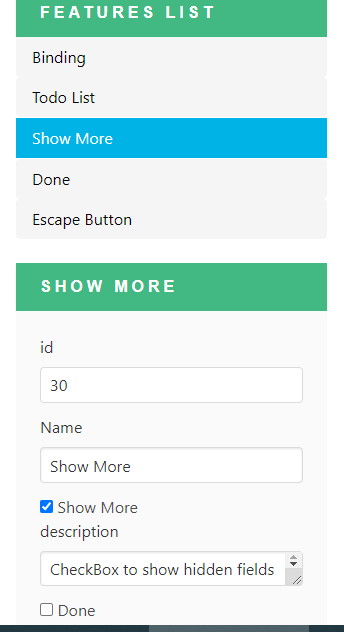 FEATURES LIST
Binding
Todo List
Show More
Done
Escape Button
SHOW MORE
id
30
Name
Show More
Show More
description
CheckBox to show hidden fields
Done